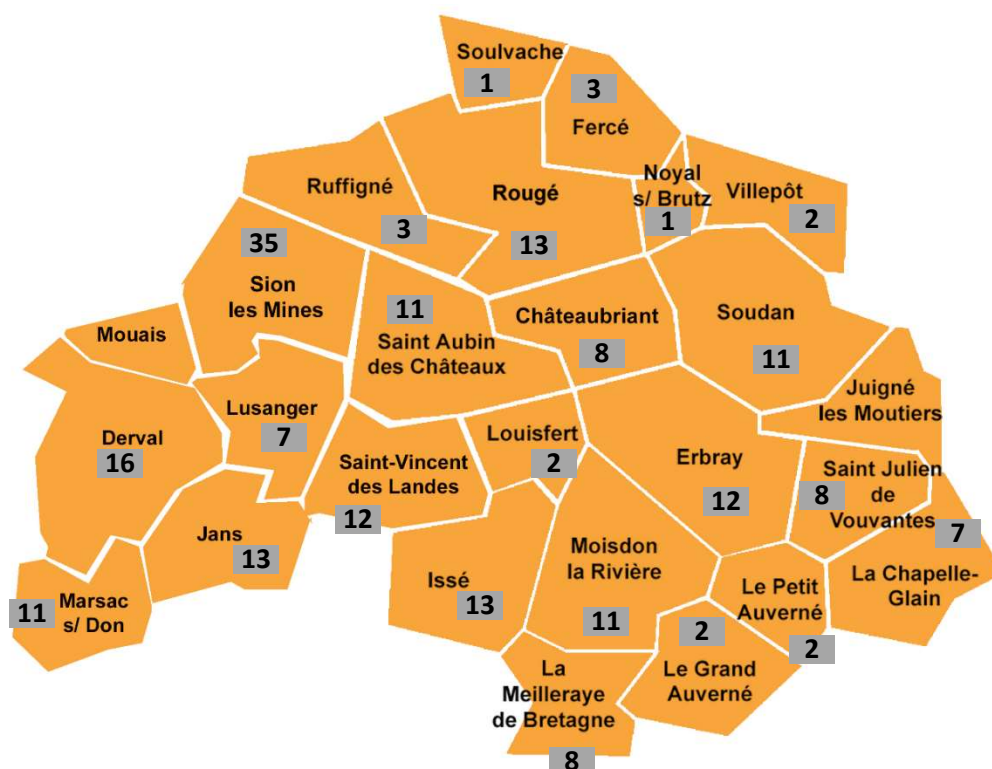 Soulvache
1
3
Fercé
Ruffigné
3
Rougé
13
Noyal
s/ Brutz
1
Villepôt
2
35
Sion
les Mines
11
Saint Aubin
des Châteaux
Châteaubriant
8
Soudan
11
Mouais
Juigné
les Moutiers
Lusanger
7
Derval
16
Louisfert
2
Saint-Vincent
des Landes
12
Erbray
12
Saint Julien
8
de
Vouvantes
7
La Chapelle-
Glain
Jans
13
Issé
13
Moisdon
la Rivière
11
Le Petit
Auverné
2
11
Marsac
s/ Don
2
Le Grand
Auverné
La
Meilleraye
de Bretagne
8